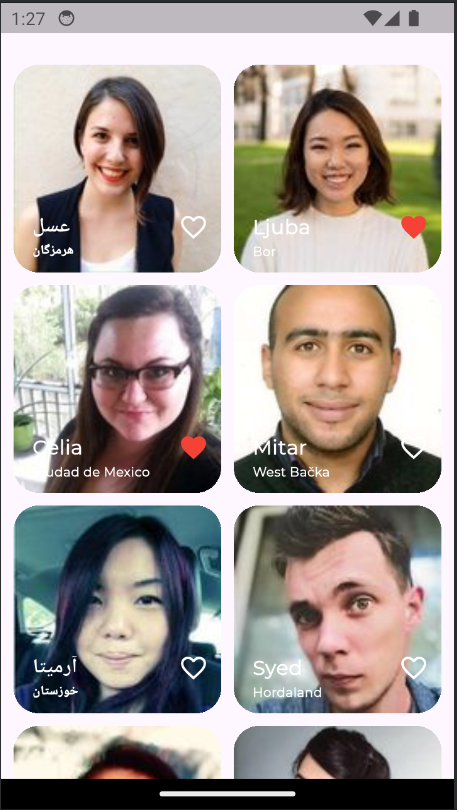 1:27
عسل
هرمزگان
Ljuba
Bor
Celia
Ciudad de Mexico
Mitar
West Bačka
آرمیتا
خوزستان
Syed
Hordaland